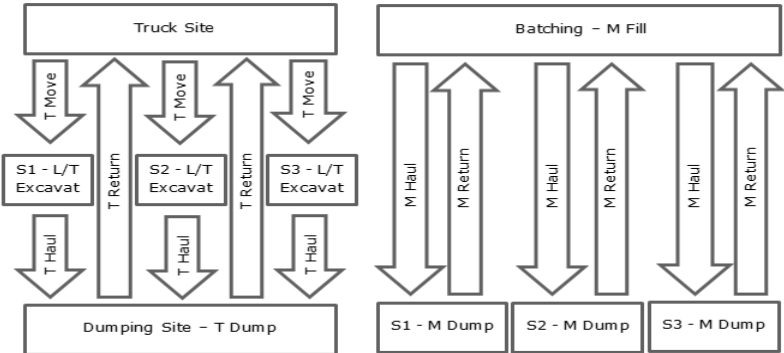 Truck Site
Batching – M Fill
T Move
T Return
T Move
T Return
T Move
S1 - L/T
Excavat
S2 - L/T
Excavat
S3 - L/T
Excavat
T Haul
T Haul
T Haul
Dumping Site – T Dump
M Haul
M Return
M Haul
M Return
M Haul
M Return
S1 - M Dump
S2 - M Dump
S3 - M Dump